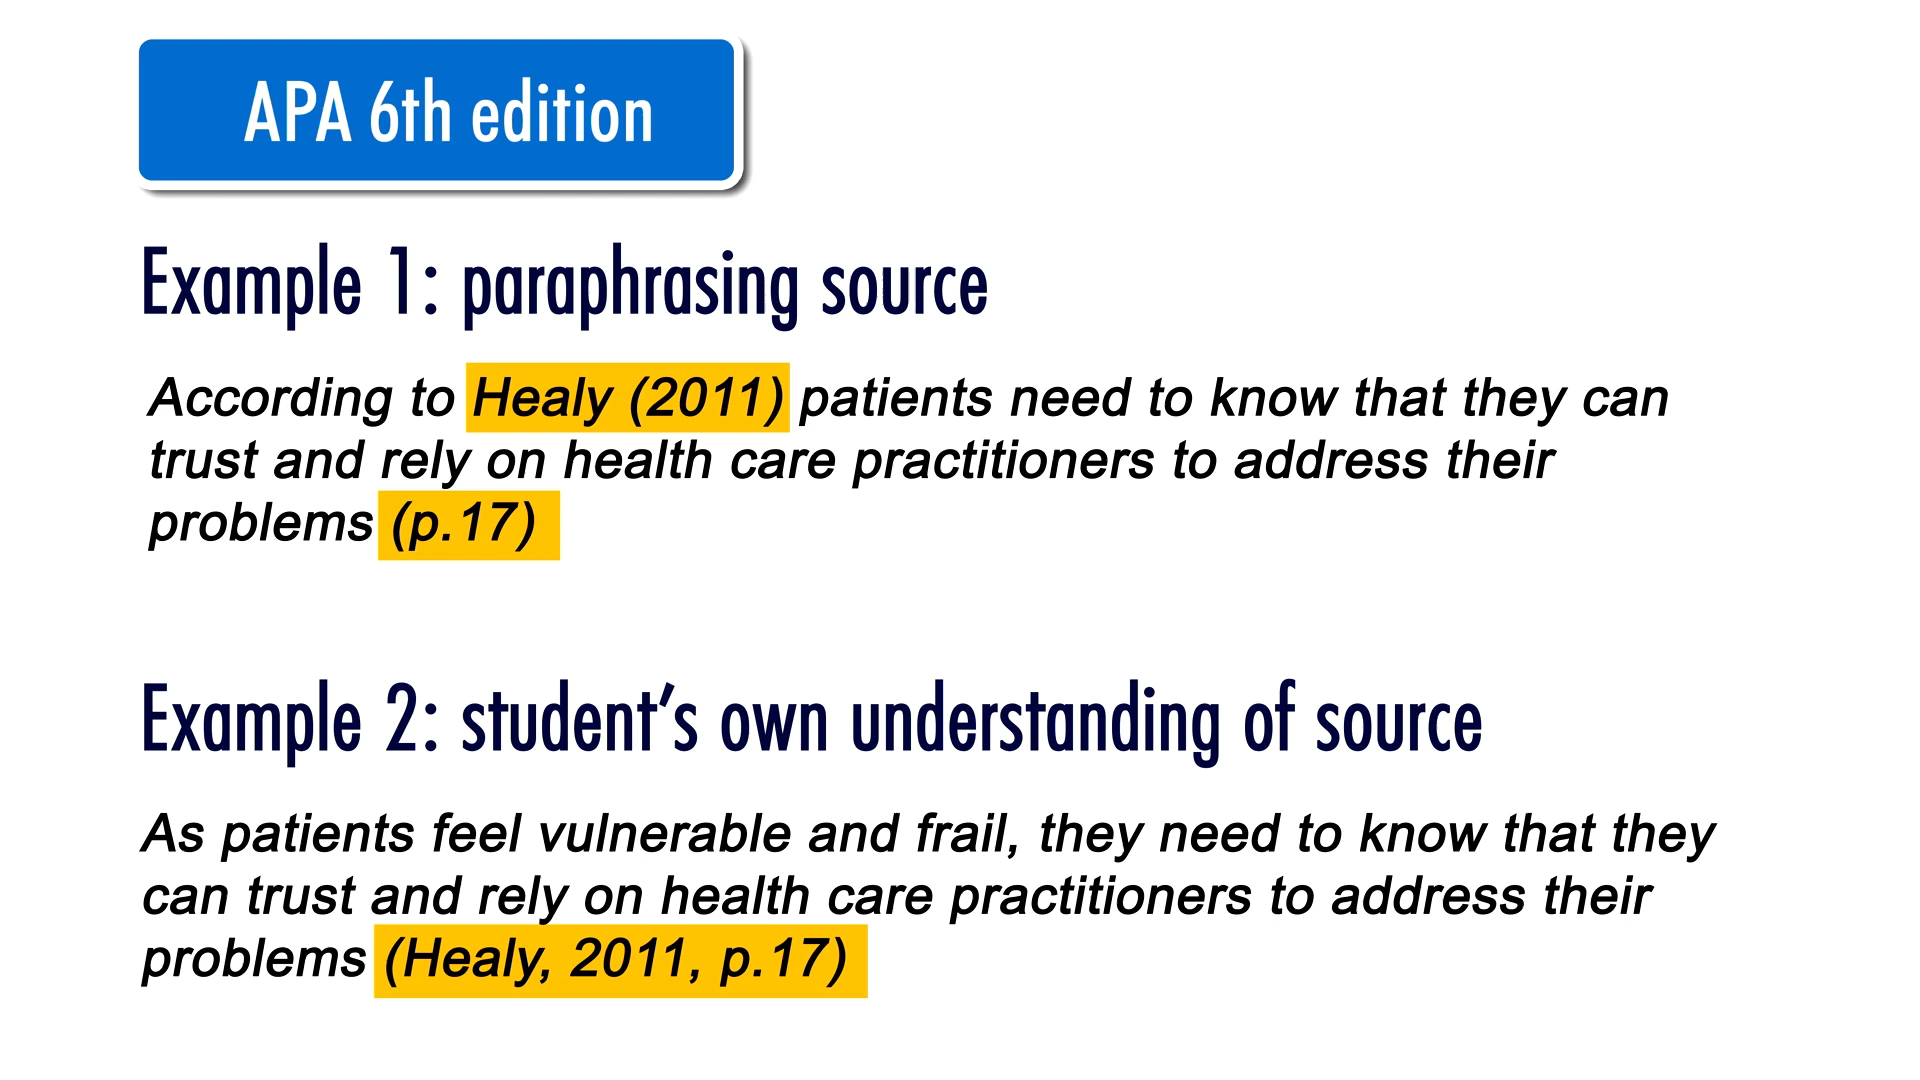 APA 6th edition
Example 1: paraphrasing source
According to Healy (2011) patients need to know that they can
trust and rely on health care practitioners to address their
problems (p.17)
Example 2: student’s own understanding of source
As patients feel vulnerable and frail, they need to know that they
can trust and rely on health care practitioners to address their
problems (Healy, 2011, p.17)